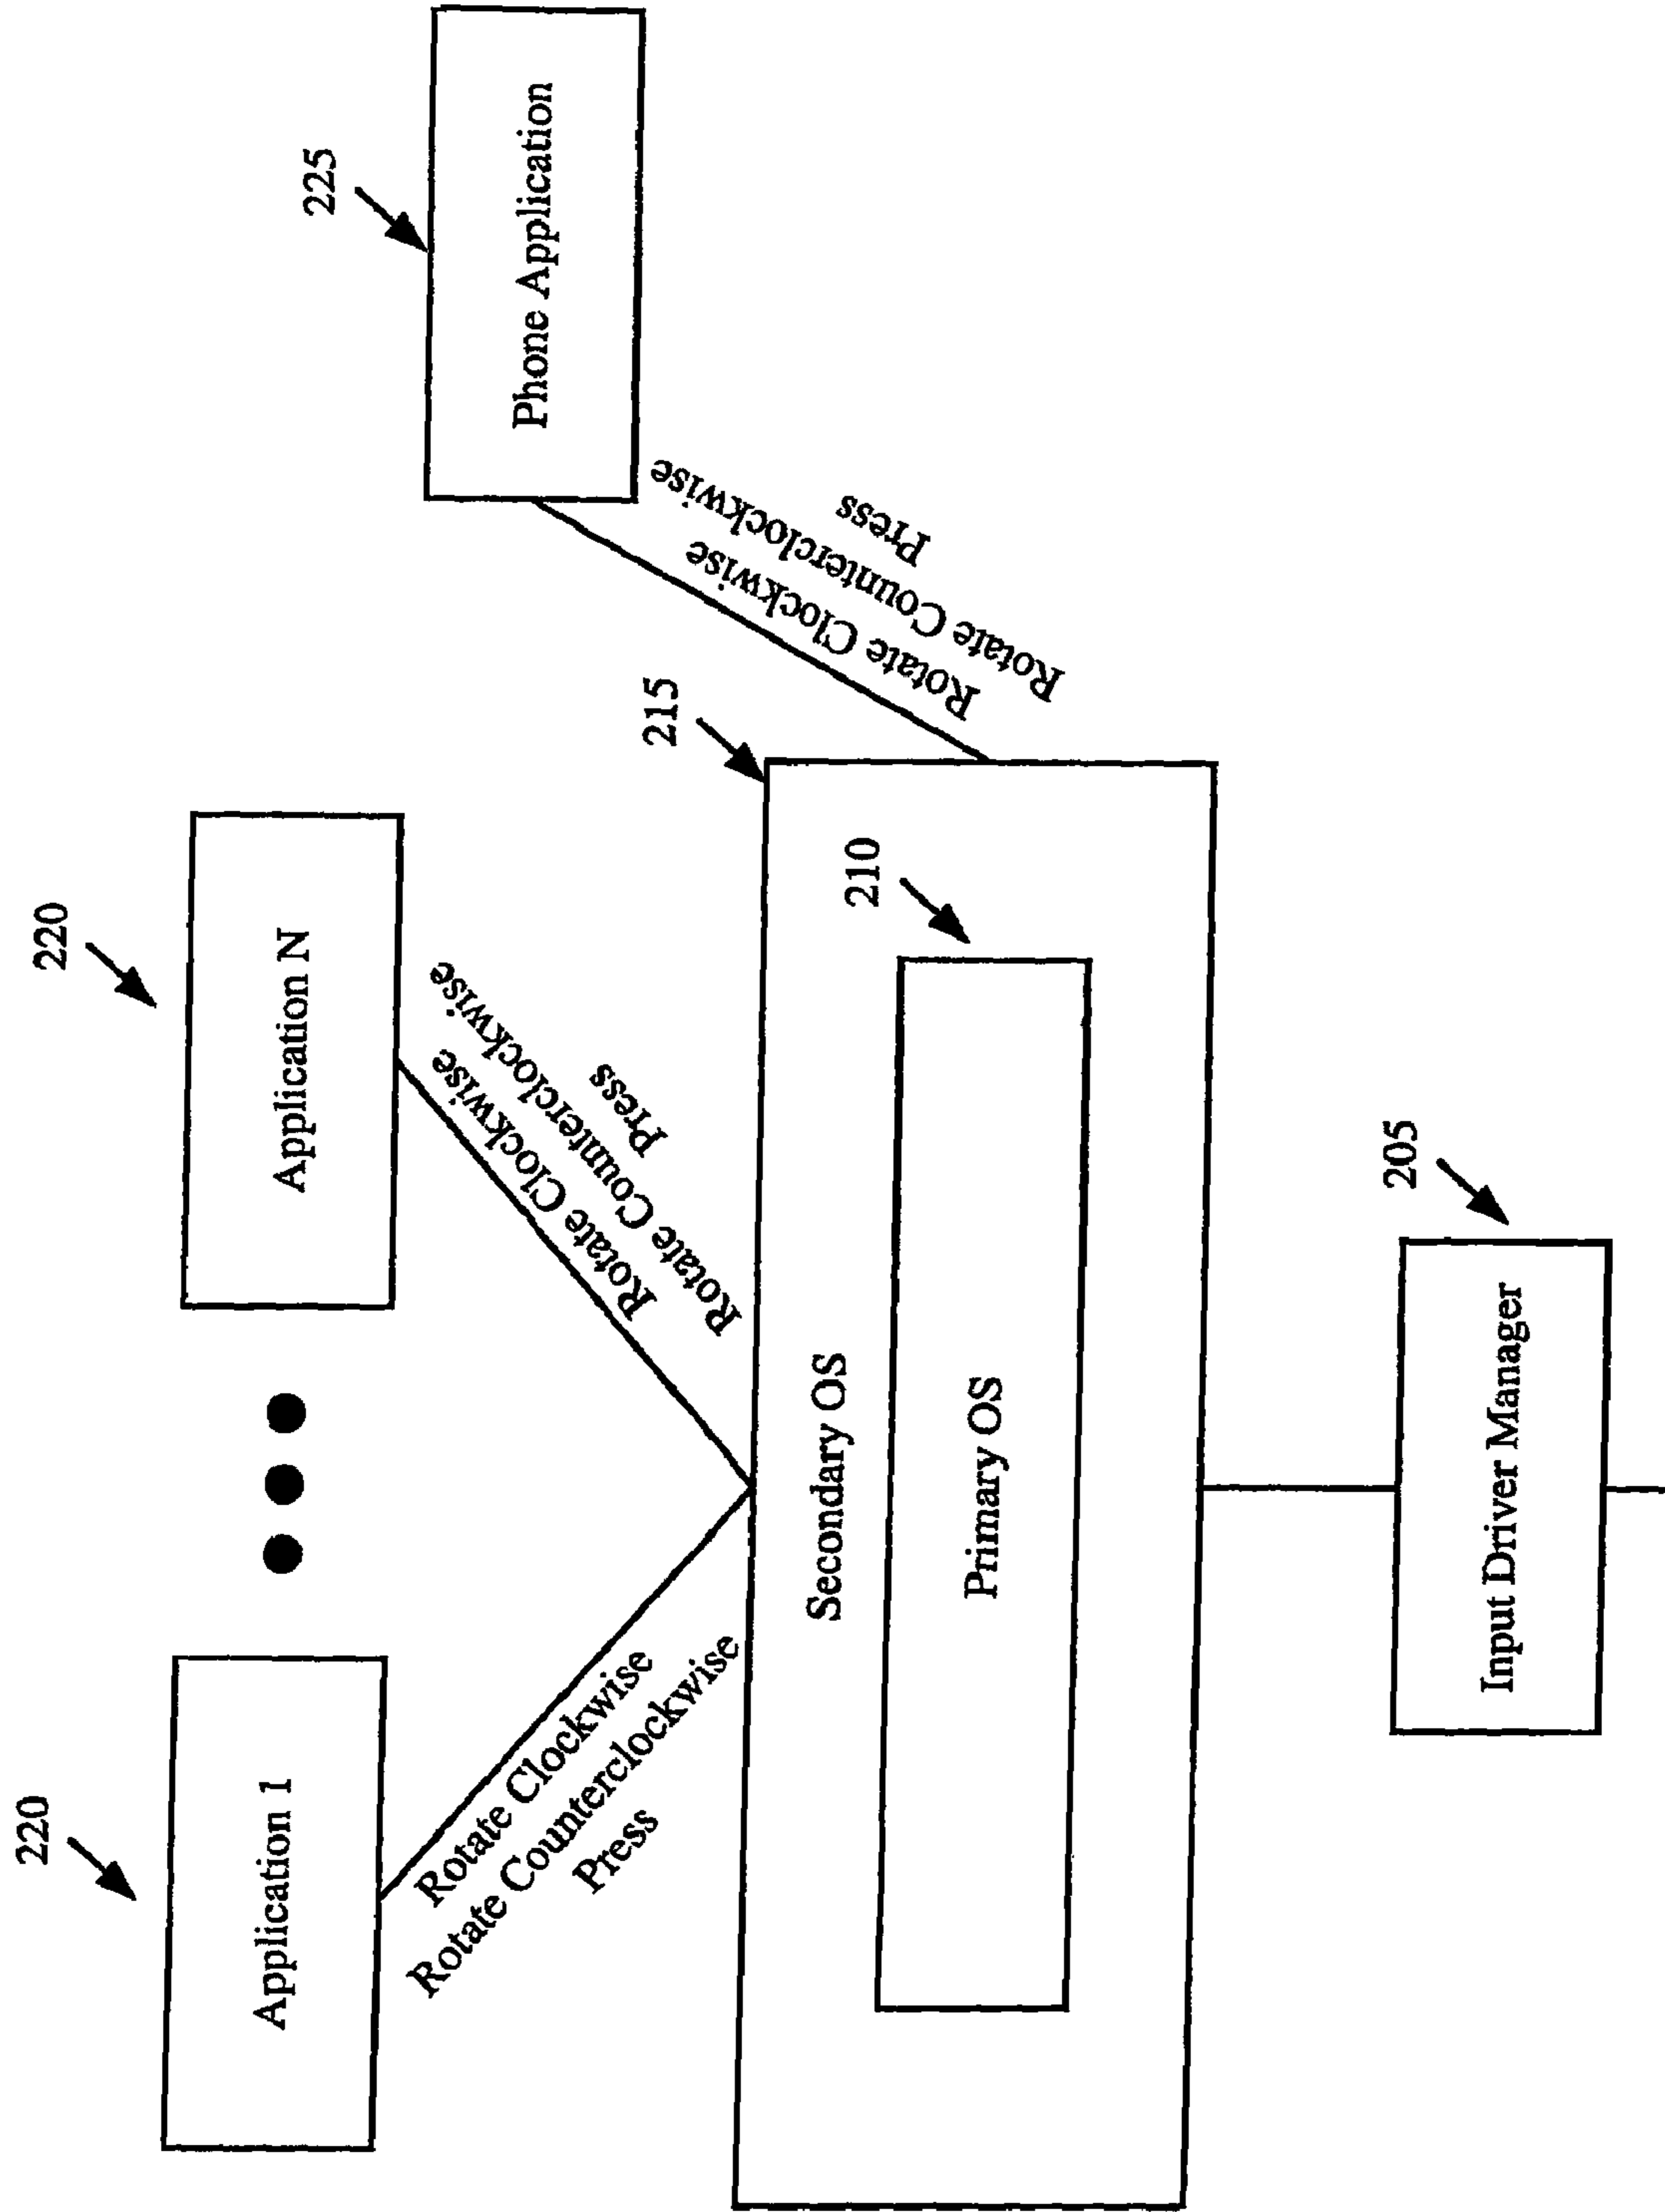 220
Application 1
220
Application N
225
Phone Application
Rotate Clockwise
Rotate Counterclockwise
Press
Rotate Clockwise
Rotate Counterclockwise
Press
Rotate Clockwise
Rotate Counterclockwise
Press
215
Secondary OS
210
Primary OS
205
Input Driver Manager